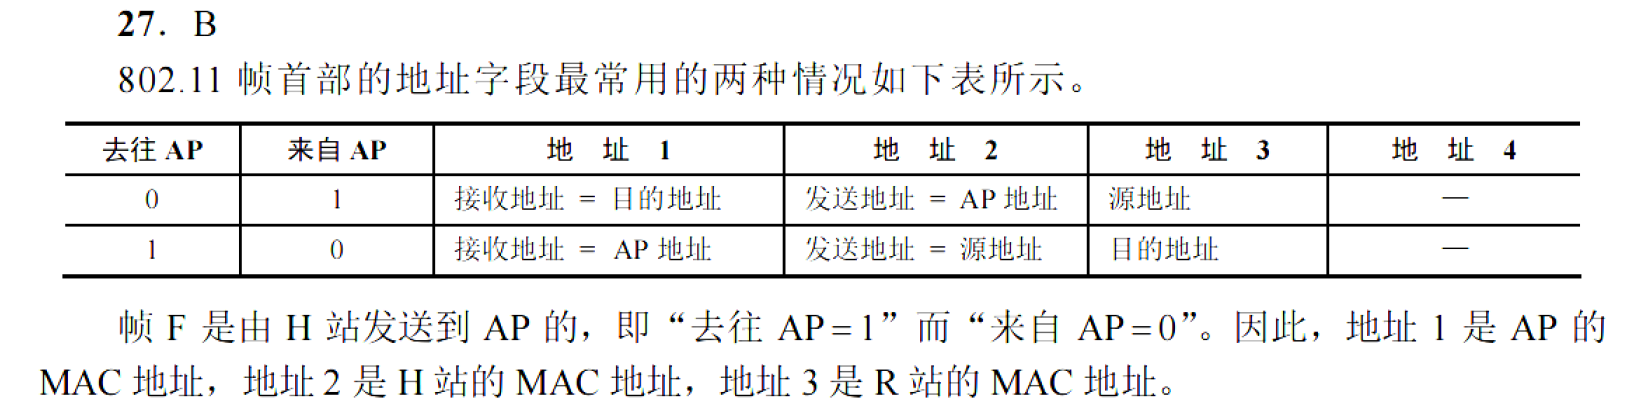 27. B
802.11 帧首部的地址字段最常用的两种情况如下表所示。
去往 AP 来自 AP 地 址 1 地 址 2 地 址 3 地 址 4
0 1 接收地址 = 目的地址 发送地址 = AP 地址 源地址 —
1 0 接收地址 = AP 地址 发送地址 = 源地址 目的地址 —
帧 F 是由 H 站发送到 AP 的，即“去往 AP=1”而“来自 AP=0”。因此，地址 1 是 AP 的
MAC 地址，地址 2 是 H 站的 MAC 地址，地址 3 是 R 站的 MAC 地址。